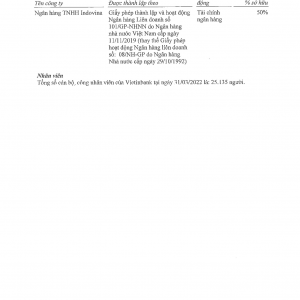 Tên công ty Được thành lập theo động % sở hữu
Ngân hàng TNHH Indovina Giấy phép thành lập và hoạt động Tài chính 50%
Ngân hàng Liên doanh số ngân hàng
101/GP-NHNN do Ngân hàng
nhà nước Việt Nam cấp ngày
11/11/2019 (thay thế Giấy phép
hoạt động Ngân hàng liên doanh
số: 08/NH-GP do Ngân hàng
Nhà nước cấp ngày 29/10/1992)
Nhân viên
Tổng số cán bộ, công nhân viên của Vietinbank tại ngày 31/03/2022 là: 25.135 người.